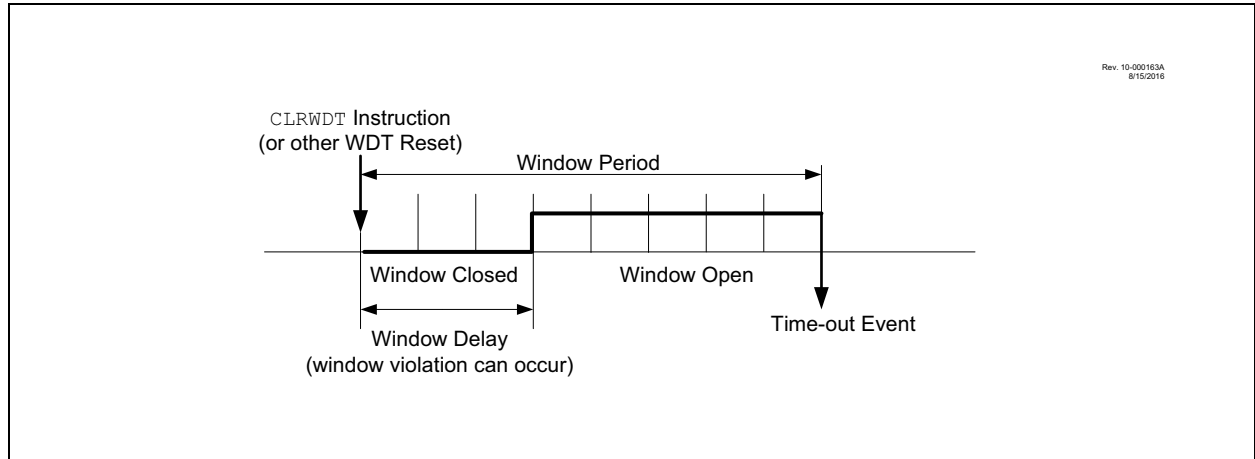 Rev. 10-000163A
8/15/2016
CLRWDT Instruction
(or other WDT Reset)
Window Period
Window Closed
Window Open
Window Delay
(window violation can occur)
Time-out Event